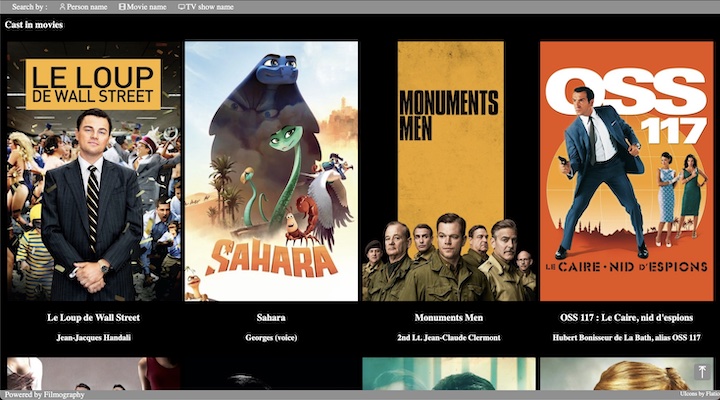 Search by :
Person name
Movie name
TV show name
Cast in movies
LE LOUP
DE WALL STREET
SAHARA
MONUMENTS
MEN
OSS
117
LE CAIRE • NID D'ESPIONS
Le Loup de Wall Street
Sahara
Monuments Men
OSS 117 : Le Caire, nid d'espions
Jean-Jacques Handali
Georges (voice)
2nd Lt. Jean-Claude Clermont
Hubert Bonisseur de La Bath, alias OSS 117
Powered by Filmography
UIcons by